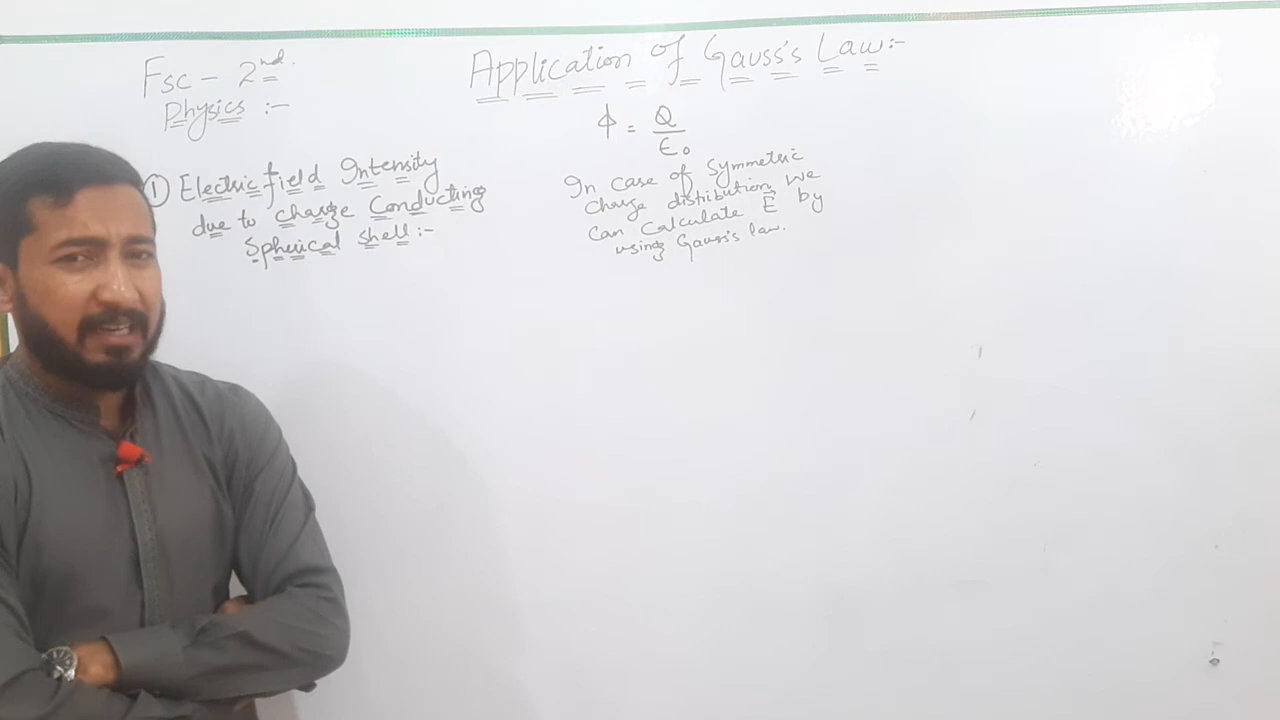 Fsc - 2nd.
Physics :-
Application of Gauss's Law:-
ϕ = Q/ε₀
① Electric field Intensity
due to charge Conducting
Spherical shell:-
In case of Symmetric
charge distribution, we
can calculate E by
using Gauss's law.